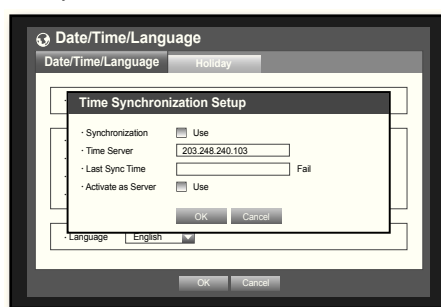 Date/Time/Language
Date/Time/Language Holiday
Time Synchronization Setup
· Synchronization Use
· Time Server 203.248.240.103
· Last Sync Time Fail
· Activate as Server Use
OK Cancel
· Language English
OK Cancel